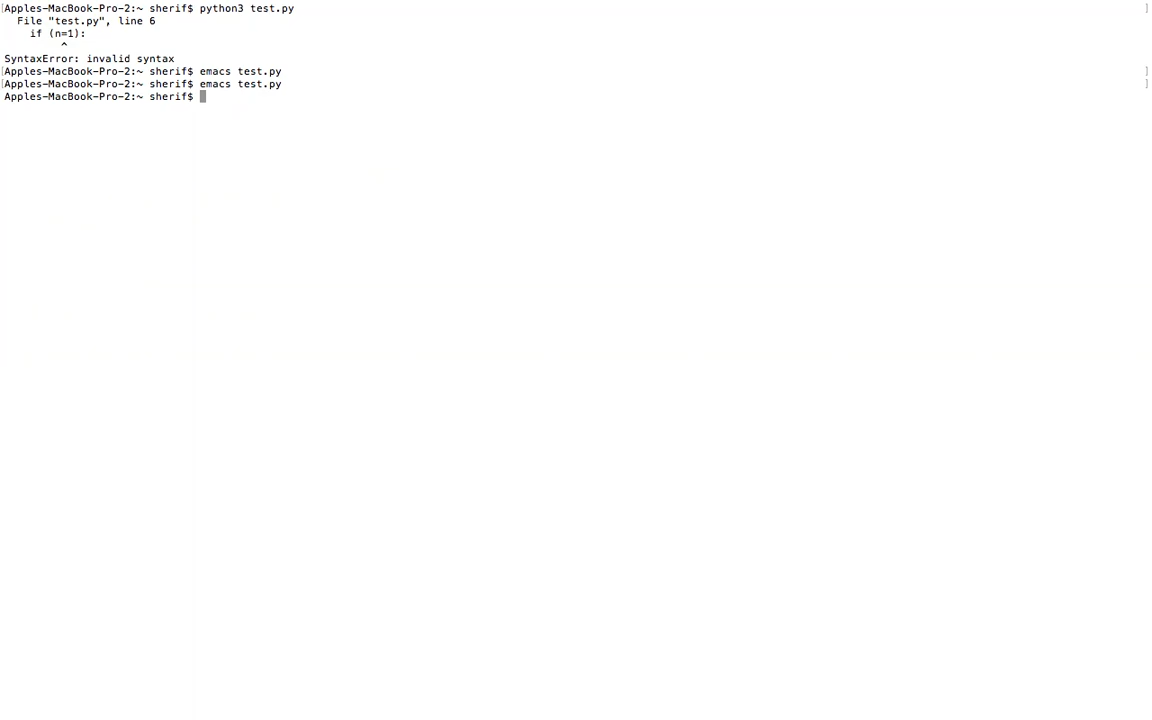 [Apples-MacBook-Pro-2:~ sherif$ python3 test.py ]
  File "test.py", line 6
    if (n=1):
         ^
SyntaxError: invalid syntax
[Apples-MacBook-Pro-2:~ sherif$ emacs test.py ]
[Apples-MacBook-Pro-2:~ sherif$ emacs test.py ]
Apples-MacBook-Pro-2:~ sherif$